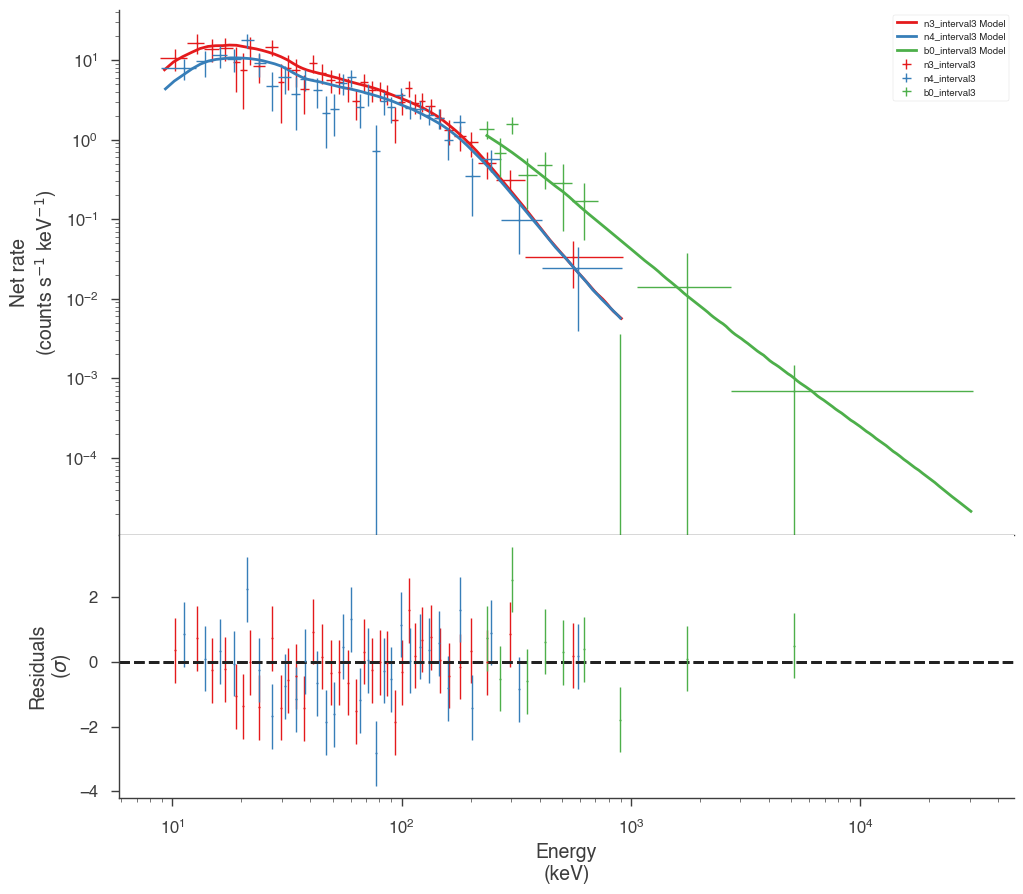 n3_interval3 Model
n4_interval3 Model
b0_interval3 Model
n3_interval3
n4_interval3
b0_interval3
Net rate
(counts s⁻¹ keV⁻¹)
10¹
10⁰
10⁻¹
10⁻²
10⁻³
10⁻⁴
Residuals
(σ)
2
0
−2
−4
10¹
10²
10³
10⁴
Energy
(keV)